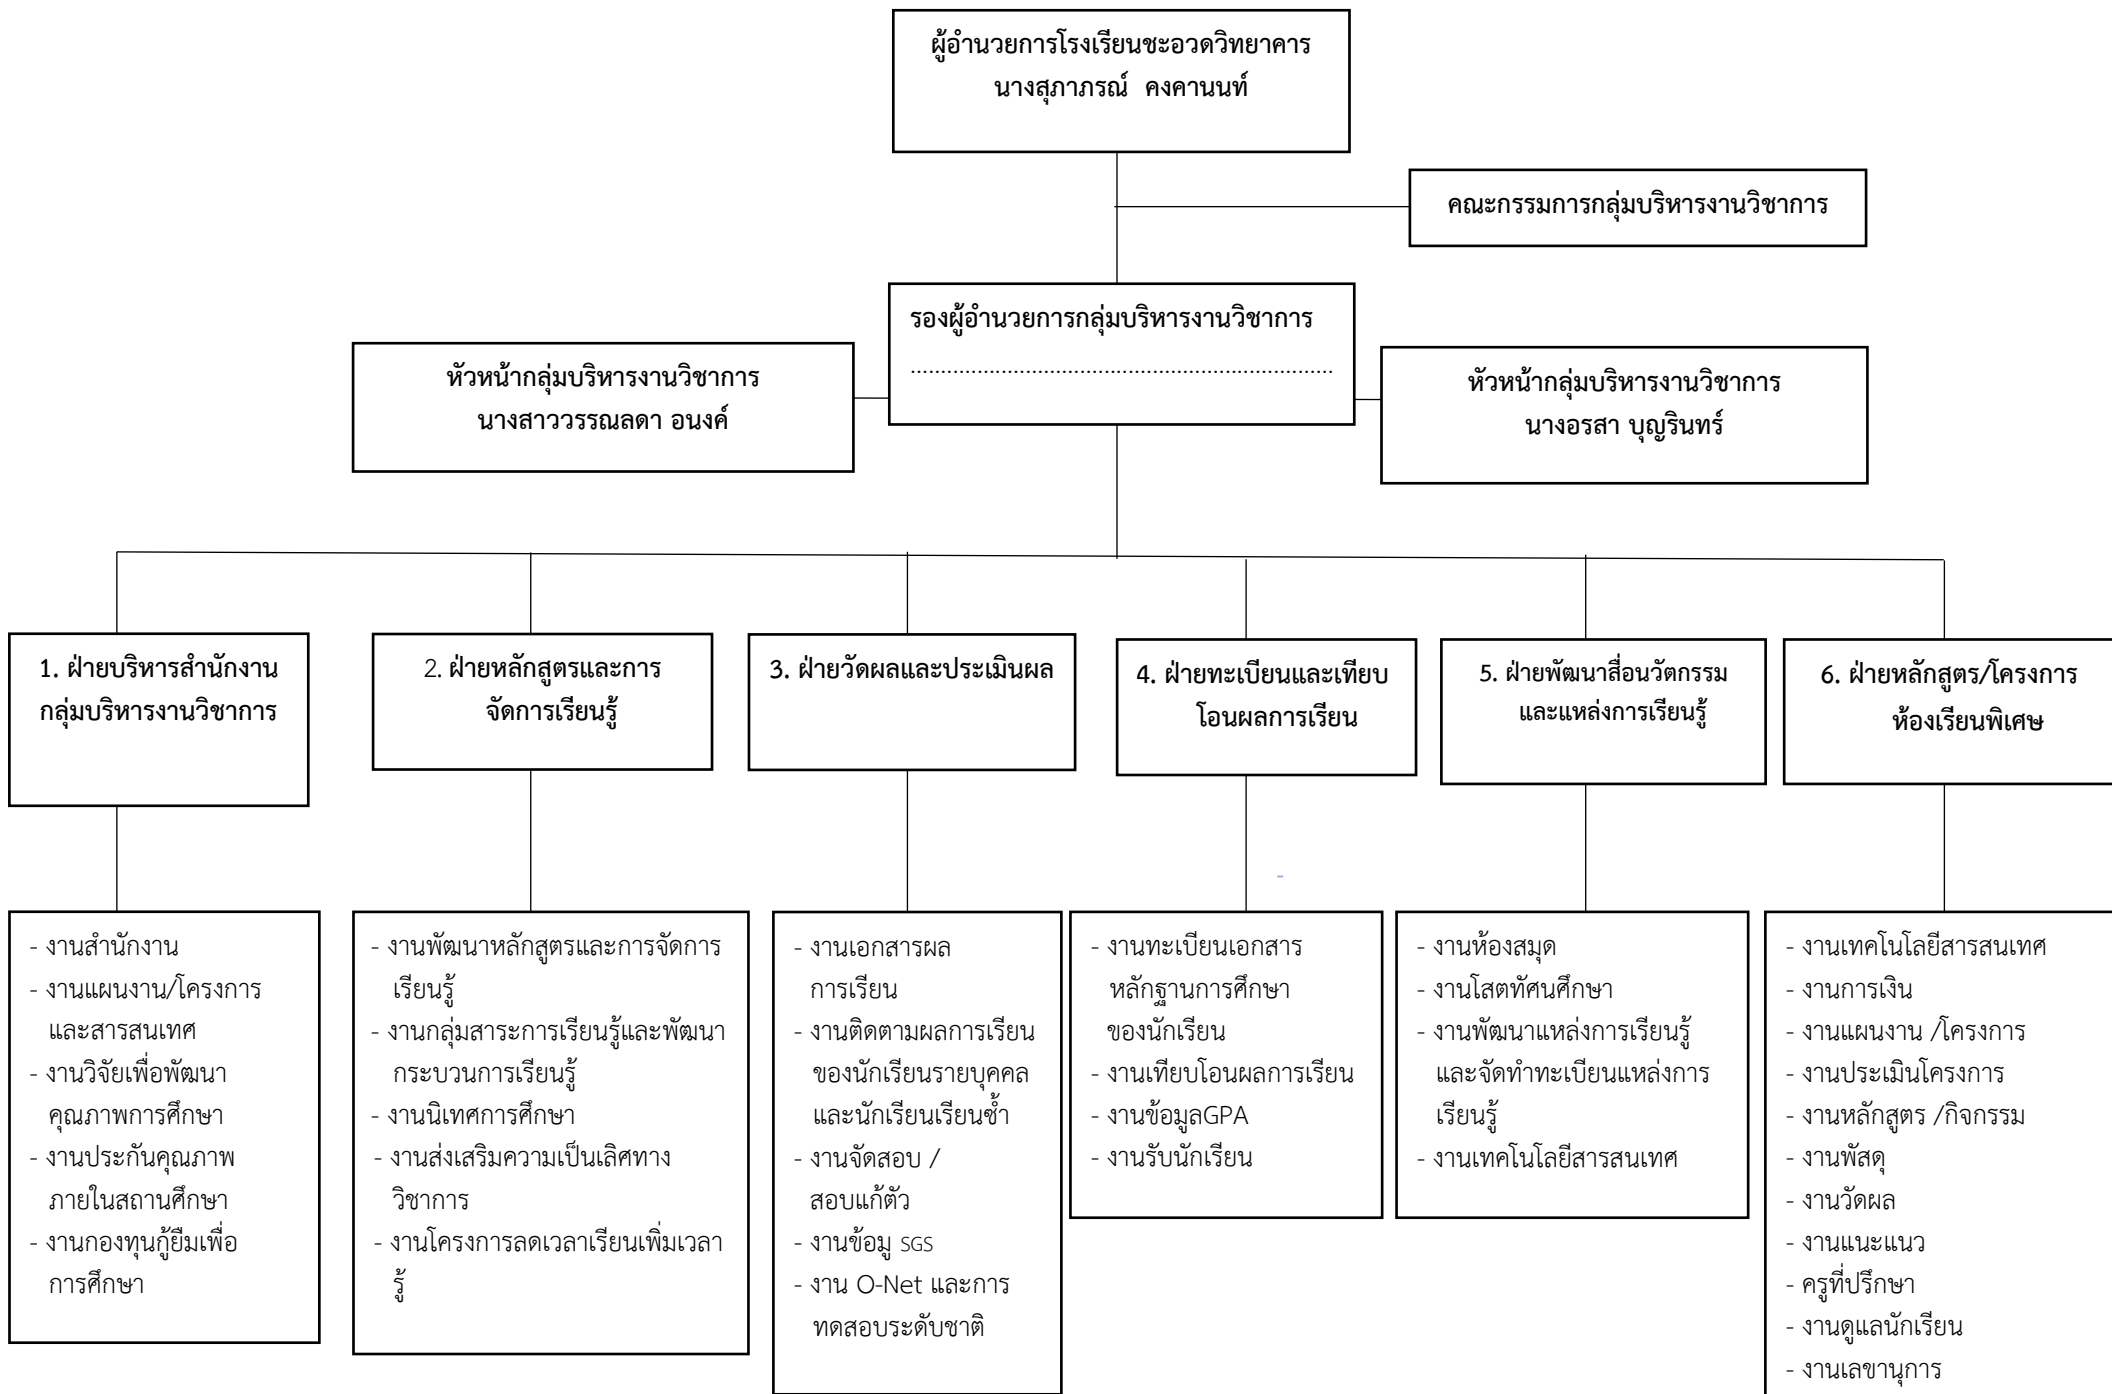 ผู้อำนวยการโรงเรียนชะอวดวิทยาคาร
นางสุภาภรณ์ คงคานนท์
คณะกรรมการกลุ่มบริหารงานวิชาการ
รองผู้อำนวยการกลุ่มบริหารงานวิชาการ
......................................................................
หัวหน้ากลุ่มบริหารงานวิชาการ
นางสาววรรณลดา อนงค์
หัวหน้ากลุ่มบริหารงานวิชาการ
นางอรสา บุญรินทร์
1. ฝ่ายบริหารสำนักงาน
กลุ่มบริหารงานวิชาการ
2. ฝ่ายหลักสูตรและการ
จัดการเรียนรู้
3. ฝ่ายวัดผลและประเมินผล
4. ฝ่ายทะเบียนและเทียบ
โอนผลการเรียน
5. ฝ่ายพัฒนาสื่อนวัตกรรม
และแหล่งการเรียนรู้
6. ฝ่ายหลักสูตร/โครงการ
ห้องเรียนพิเศษ
-
- งานสำนักงาน
- งานแผนงาน/โครงการ
และสารสนเทศ
- งานวิจัยเพื่อพัฒนา
คุณภาพการศึกษา
- งานประกันคุณภาพ
ภายในสถานศึกษา
- งานกองทุนกู้ยืมเพื่อ
การศึกษา
- งานพัฒนาหลักสูตรและการจัดการ
เรียนรู้
- งานกลุ่มสาระการเรียนรู้และพัฒนา
กระบวนการเรียนรู้
- งานนิเทศการศึกษา
- งานส่งเสริมความเป็นเลิศทาง
วิชาการ
- งานโครงการลดเวลาเรียนเพิ่มเวลา
รู้
- งานเอกสารผล
การเรียน
- งานติดตามผลการเรียน
ของนักเรียนรายบุคคล
และนักเรียนเรียนซ้ำ
- งานจัดสอบ /
สอบแก้ตัว
- งานข้อมู SGS
- งาน O-Net และการ
ทดสอบระดับชาติ
- งานทะเบียนเอกสาร
หลักฐานการศึกษา
ของนักเรียน
- งานเทียบโอนผลการเรียน
- งานข้อมูลGPA
- งานรับนักเรียน
- งานห้องสมุด
- งานโสตทัศนศึกษา
- งานพัฒนาแหล่งการเรียนรู้
และจัดทำทะเบียนแหล่งการ
เรียนรู้
- งานเทคโนโลยีสารสนเทศ
- งานเทคโนโลยีสารสนเทศ
- งานการเงิน
- งานแผนงาน /โครงการ
- งานประเมินโครงการ
- งานหลักสูตร /กิจกรรม
- งานพัสดุ
- งานวัดผล
- งานแนะแนว
- ครูที่ปรึกษา
- งานดูแลนักเรียน
- งานเลขานุการ